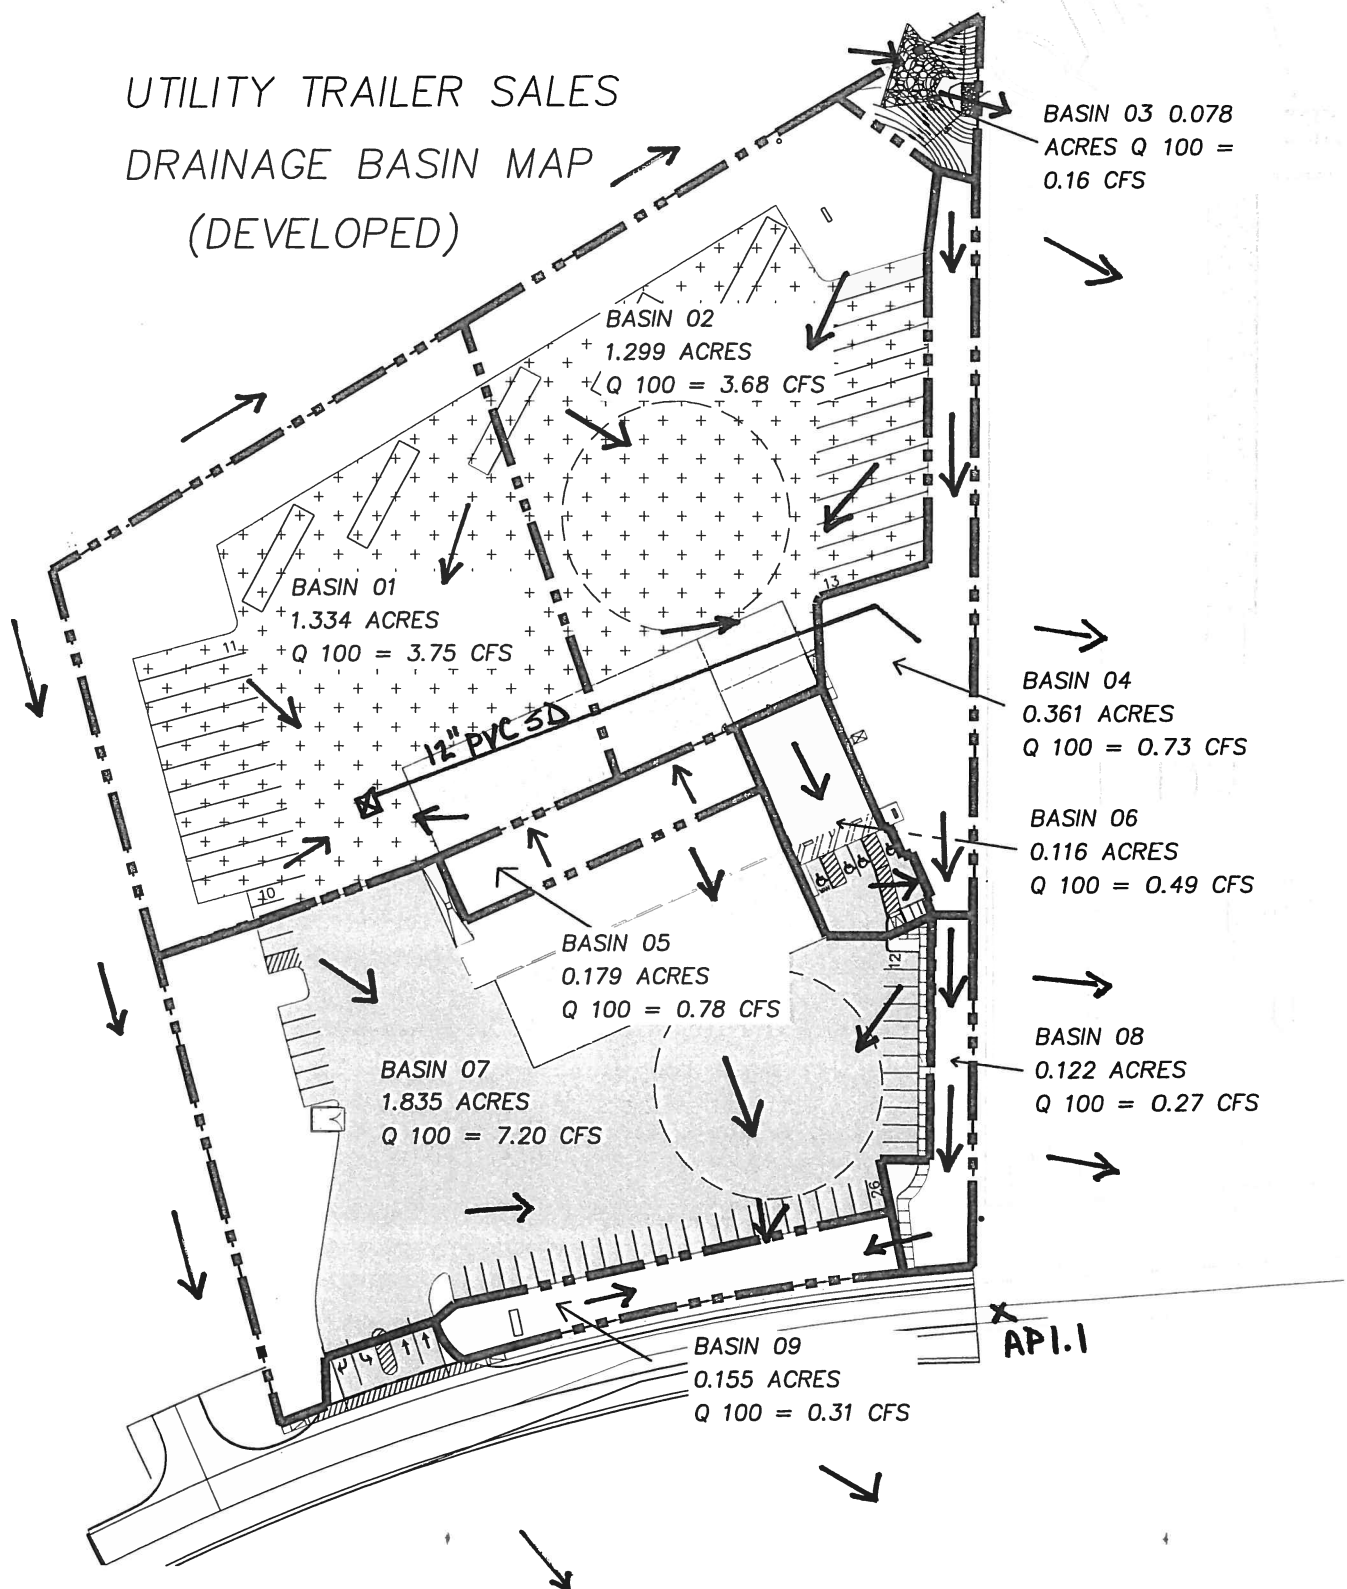 UTILITY TRAILER SALES
DRAINAGE BASIN MAP
(DEVELOPED)
BASIN 03 0.078
ACRES Q 100 =
0.16 CFS
BASIN 02
1.299 ACRES
Q 100 = 3.68 CFS
BASIN 01
1.334 ACRES
Q 100 = 3.75 CFS
13
11
12" PVC SD
BASIN 04
0.361 ACRES
Q 100 = 0.73 CFS
BASIN 06
0.116 ACRES
Q 100 = 0.49 CFS
10
BASIN 05
0.179 ACRES
Q 100 = 0.78 CFS
12
BASIN 08
0.122 ACRES
Q 100 = 0.27 CFS
BASIN 07
1.835 ACRES
Q 100 = 7.20 CFS
26
AP1.1
BASIN 09
0.155 ACRES
Q 100 = 0.31 CFS